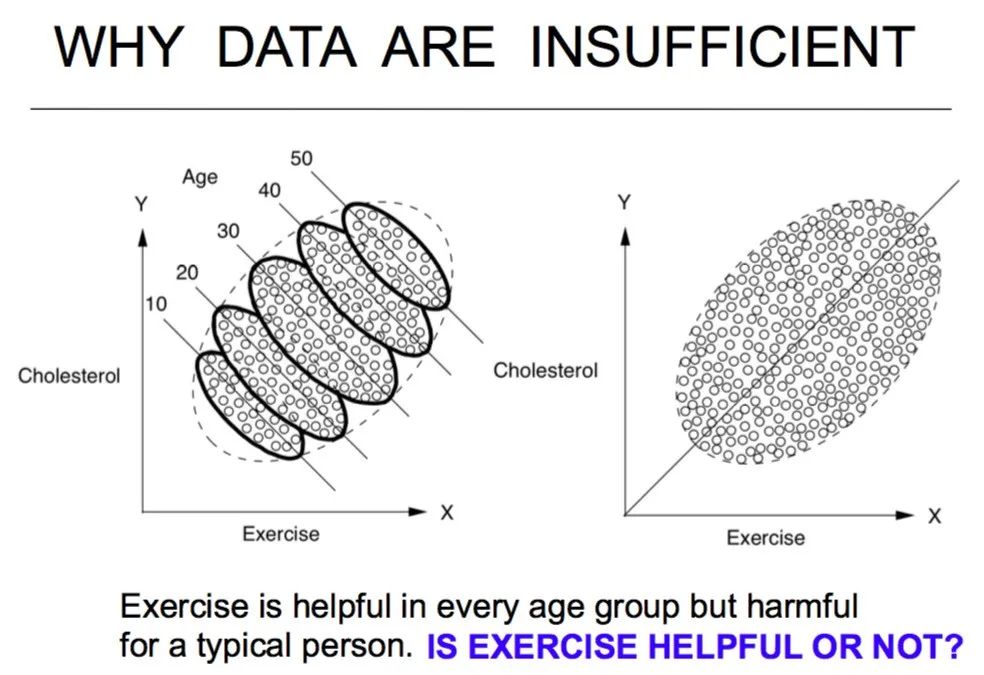 WHY DATA ARE INSUFFICIENT
Age
50
40
30
20
10
Y
Cholesterol
X
Exercise
Y
Cholesterol
X
Exercise
Exercise is helpful in every age group but harmful
for a typical person. IS EXERCISE HELPFUL OR NOT?